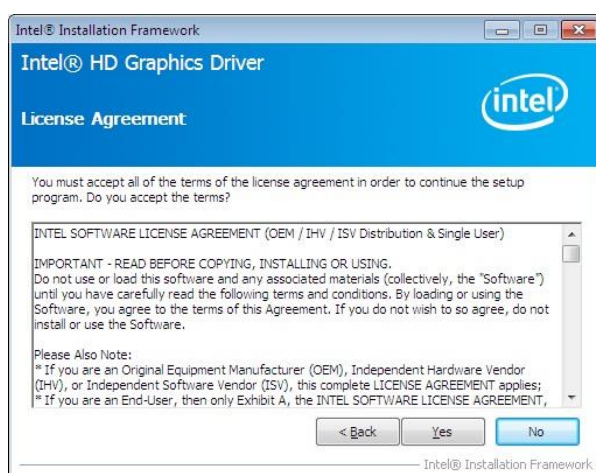 Intel® Installation Framework
Intel® HD Graphics Driver
License Agreement
intel
You must accept all of the terms of the license agreement in order to continue the setup
program. Do you accept the terms?
INTEL SOFTWARE LICENSE AGREEMENT (OEM / IHV / ISV Distribution & Single User)
IMPORTANT - READ BEFORE COPYING, INSTALLING OR USING.
Do not use or load this software and any associated materials (collectively, the "Software")
until you have carefully read the following terms and conditions. By loading or using the
Software, you agree to the terms of this Agreement. If you do not wish to so agree, do not
install or use the Software.
Please Also Note:
* If you are an Original Equipment Manufacturer (OEM), Independent Hardware Vendor
(IHV), or Independent Software Vendor (ISV), this complete LICENSE AGREEMENT applies;
* If you are an End-User, then only Exhibit A, the INTEL SOFTWARE LICENSE AGREEMENT,
< Back Yes No
Intel® Installation Framework